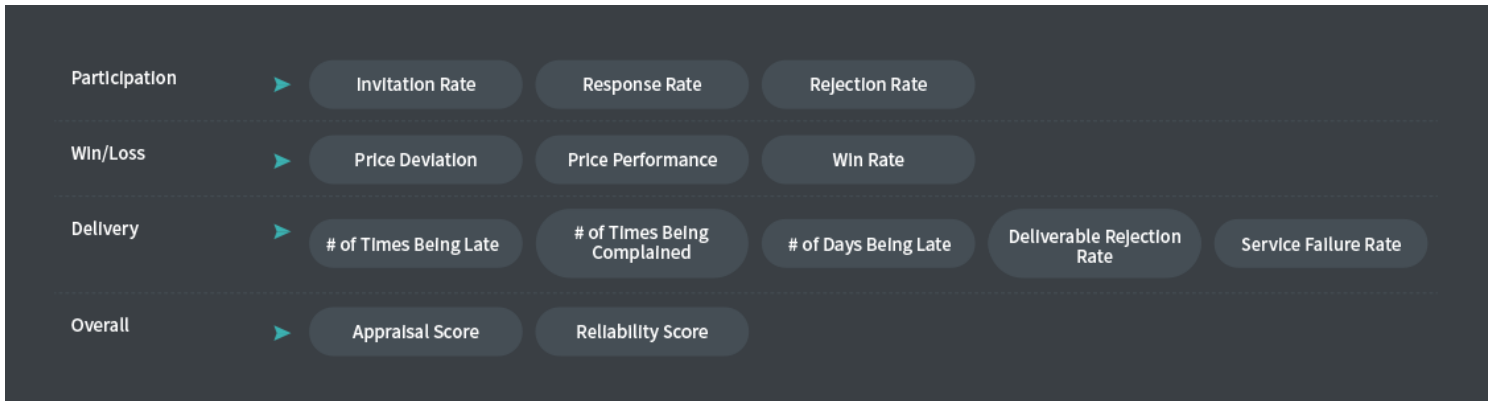 Participation
Invitation Rate
Response Rate
Rejection Rate
Win/Loss
Price Deviation
Price Performance
Win Rate
Delivery
# of Times Being Late
# of Times Being
Complained
# of Days Being Late
Deliverable Rejection
Rate
Service Failure Rate
Overall
Appraisal Score
Reliability Score